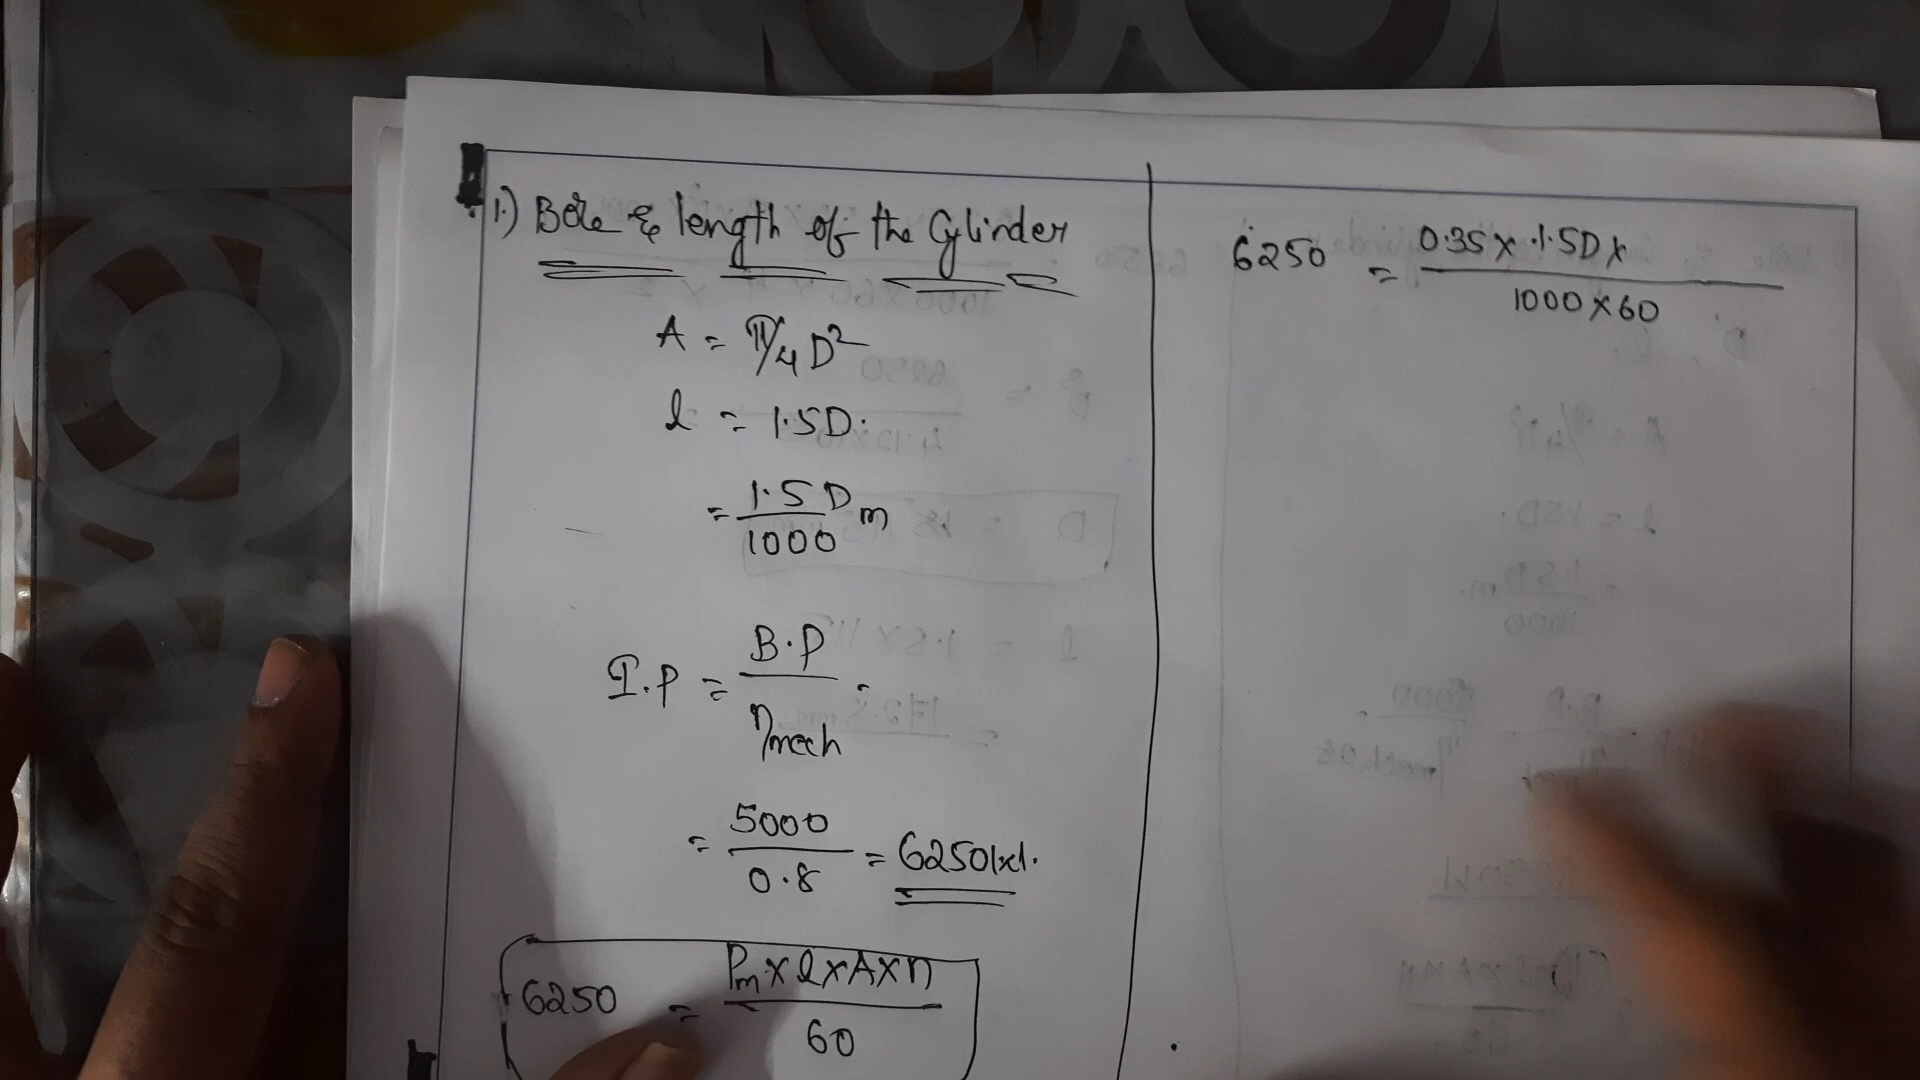 1.) Bore & length of the Cylinder
A = π/4 D²
l = 1.5D.
= 1.5D/1000 m
I.P = B.P/ηmech.
= 5000/0.8 = 6250W.
6250 = Pm×l×A×n/60
6250 = 0.35×1.5D×/1000×60